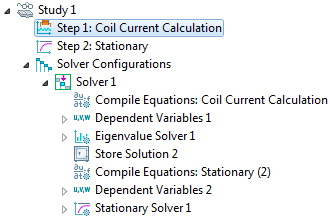 Study 1
Step 1: Coil Current Calculation
Step 2: Stationary
Solver Configurations
Solver 1
Compile Equations: Coil Current Calculation
Dependent Variables 1
Eigenvalue Solver 1
Store Solution 2
Compile Equations: Stationary (2)
Dependent Variables 2
Stationary Solver 1